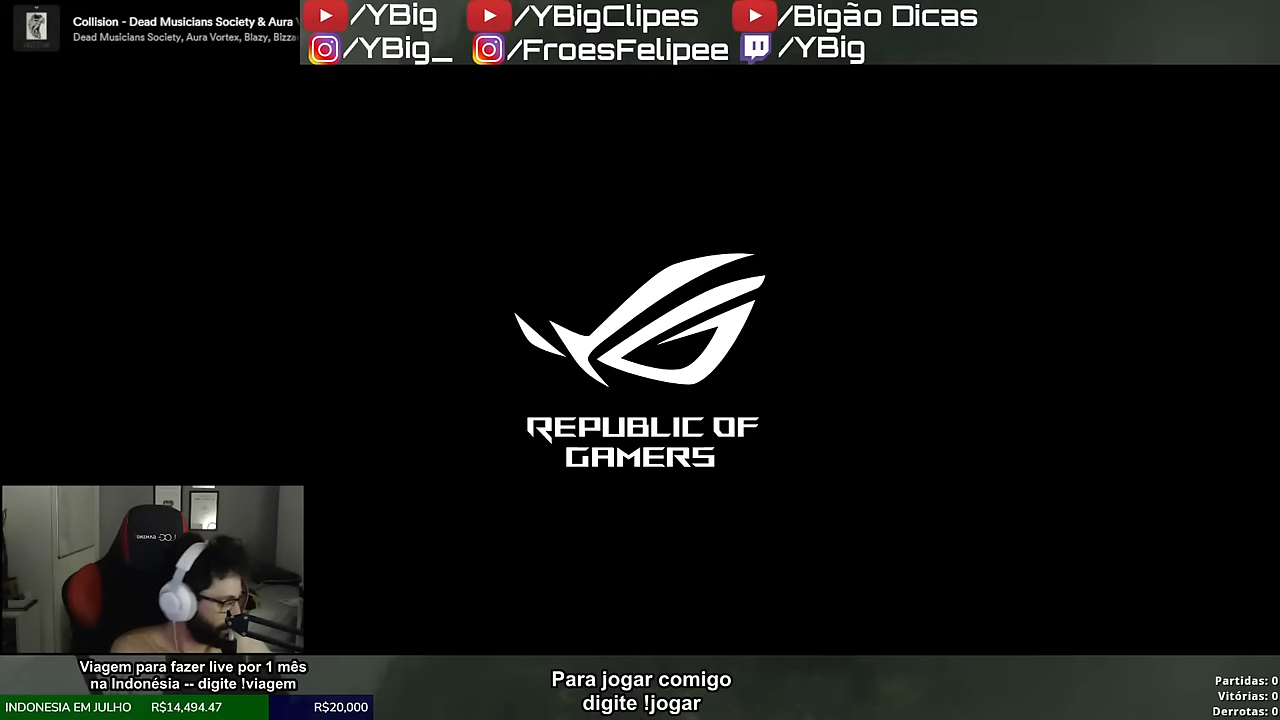 Collision - Dead Musicians Society & Aura V
Dead Musicians Society, Aura Vortex, Blazy, Bizza
/YBig /YBigClipes /Bigão Dicas
/YBig_ /FroesFelipee /YBig
REPUBLIC OF
GAMERS
Viagem para fazer live por 1 mês
na Indonésia -- digite !viagem
INDONESIA EM JULHO R$14,494.47 R$20,000
Para jogar comigo
digite !jogar
Partidas: 0
Vitórias: 0
Derrotas: 0